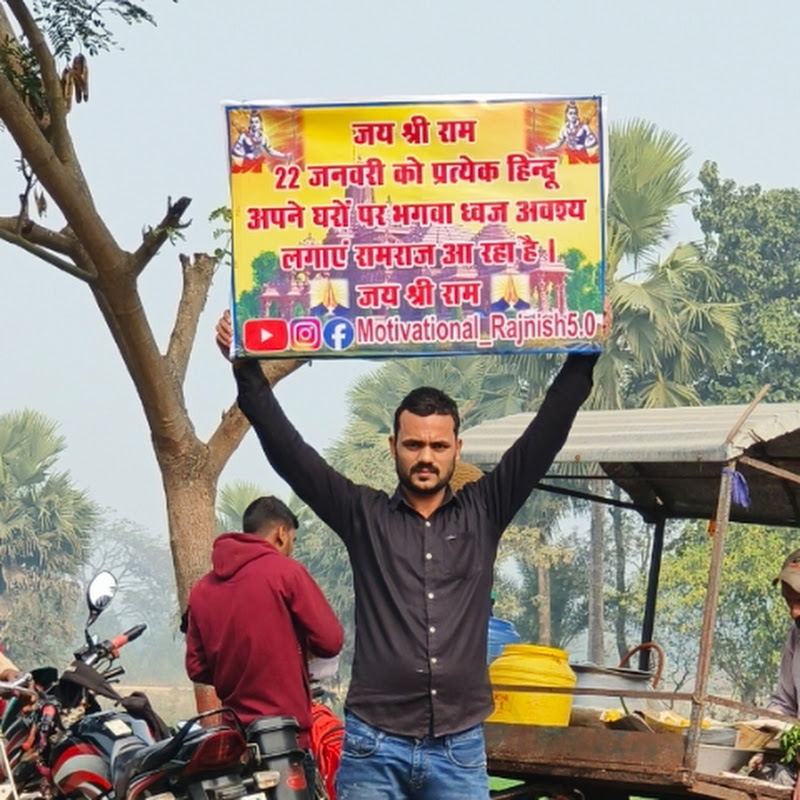 जय श्री राम
22 जनवरी को प्रत्येक हिन्दू
अपने घरों पर भगवा ध्वज अवश्य
लगाएं रामराज आ रहा है।
जय श्री राम
Motivational_Rajnish5.0